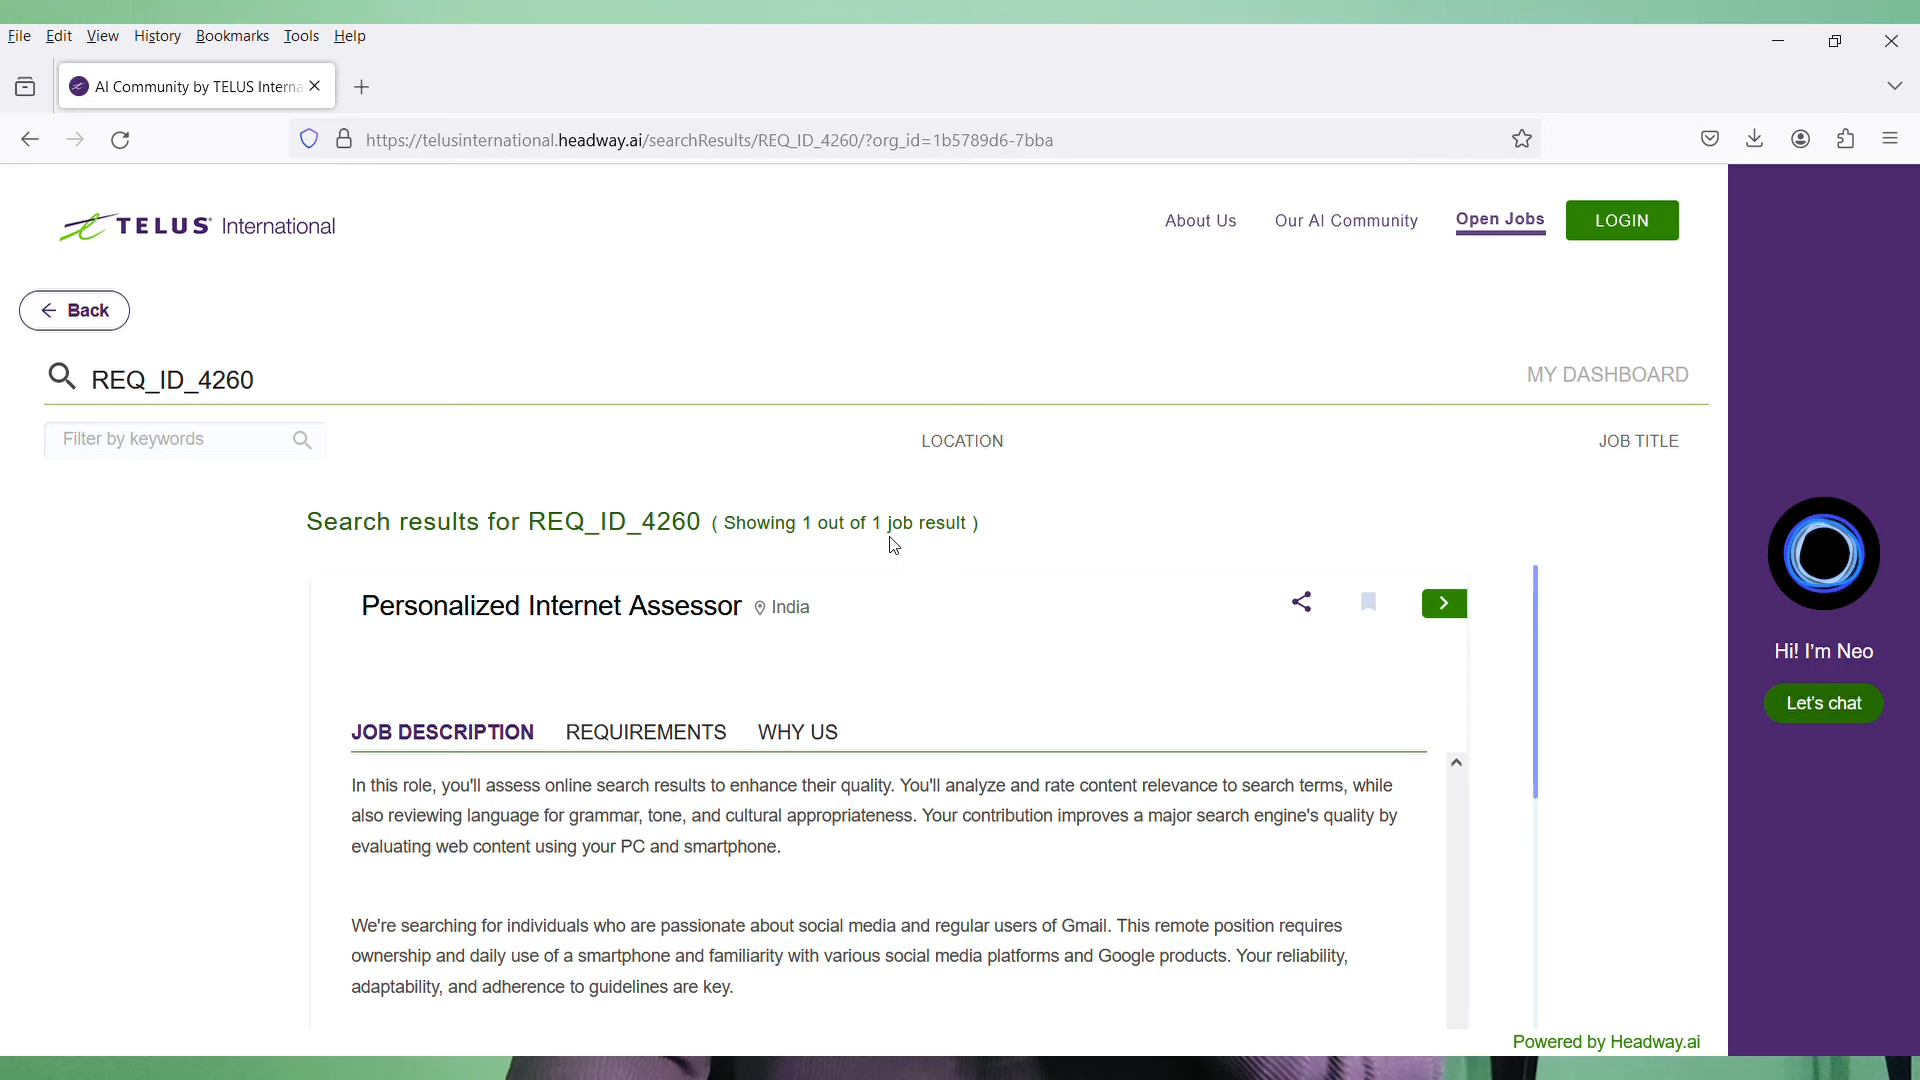 File Edit View History Bookmarks Tools Help
AI Community by TELUS Interna
https://telusinternational.headway.ai/searchResults/REQ_ID_4260/?org_id=1b5789d6-7bba
TELUS International
About Us Our AI Community Open Jobs LOGIN
Back
REQ_ID_4260
MY DASHBOARD
Filter by keywords
LOCATION
JOB TITLE
Search results for REQ_ID_4260 ( Showing 1 out of 1 job result )
Personalized Internet Assessor India
JOB DESCRIPTION REQUIREMENTS WHY US
In this role, you'll assess online search results to enhance their quality. You'll analyze and rate content relevance to search terms, while
also reviewing language for grammar, tone, and cultural appropriateness. Your contribution improves a major search engine's quality by
evaluating web content using your PC and smartphone.
We're searching for individuals who are passionate about social media and regular users of Gmail. This remote position requires
ownership and daily use of a smartphone and familiarity with various social media platforms and Google products. Your reliability,
adaptability, and adherence to guidelines are key.
Hi! I'm Neo
Let's chat
Powered by Headway.ai